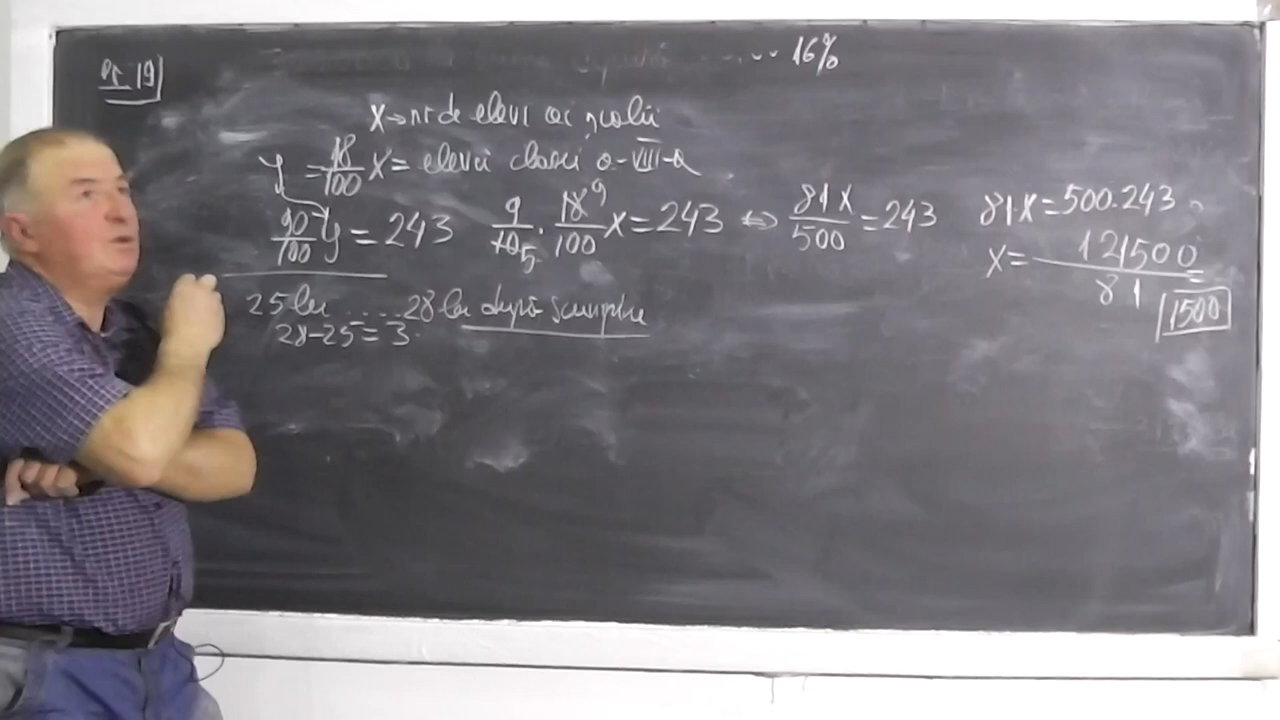 Pr. 19
..... 16%
x → nr de elevi ai școlii
y = 18/100 x = elevii clasei a-VIII-a
90/100 y = 243 9/10 5 · 18 9/100 x = 243 ⇔ 81x/500 = 243
81·x = 500·243
x = 121500/81 = 1500
25 lei .... 28 lei după scumpire
28-25=3.